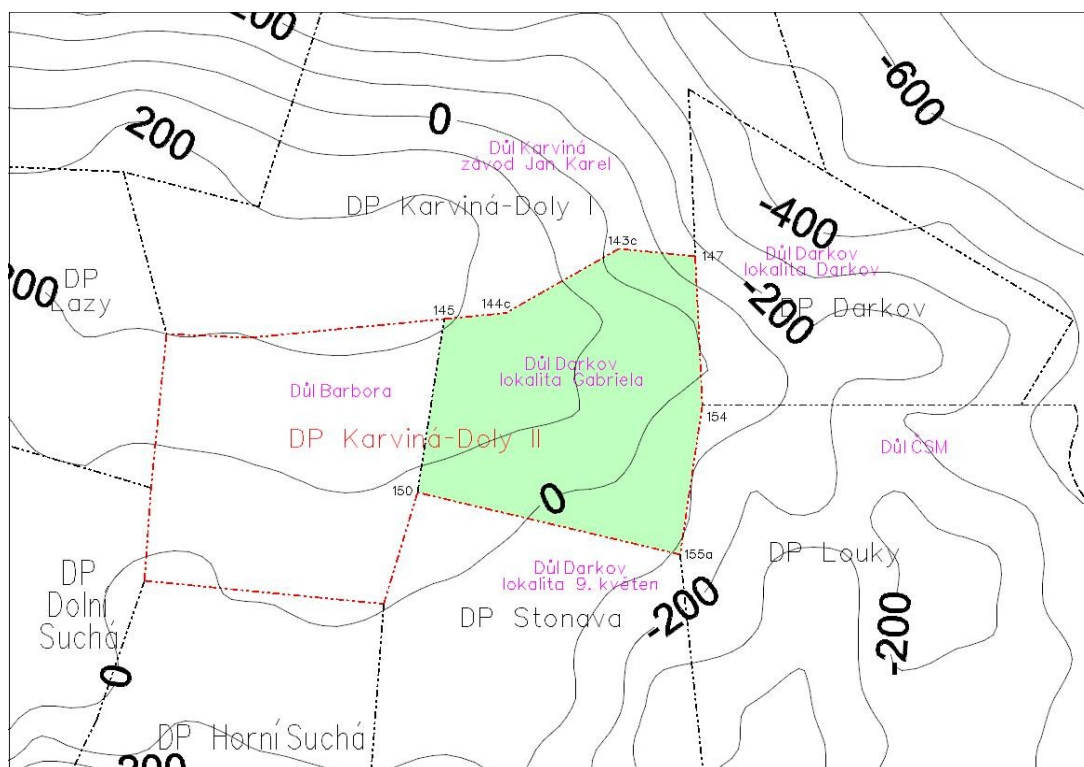 200
-600
0
200
Důl Karviná
závod Jan Karel
DP Karviná-Doly I
-400
143c
147
Důl Darkov
lokalita Darkov
DP
Lazy
200
-200
DP Darkov
145
144c
Důl Darkov
lokalita Gabriela
Důl Barbora
154
DP Karviná-Doly II
Důl ČSM
150
0
155a
DP Louky
Důl Darkov
lokalita 9. květen
DP
Dolní
Suchá
DP Stonava
-200
-200
0
DP Horní Suchá
200